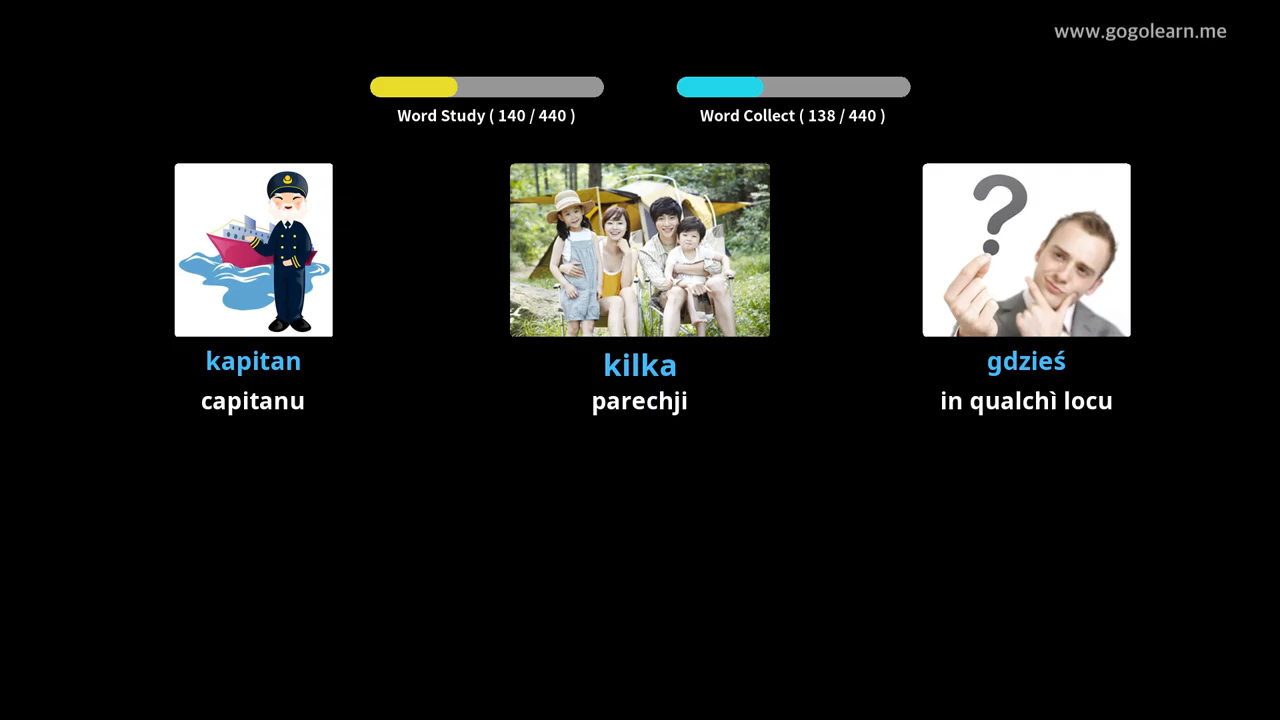 www.gogolearn.me
Word Study ( 140 / 440 )
Word Collect ( 138 / 440 )
kapitan
kilka
gdzieś
capitanu
parechji
in qualchì locu